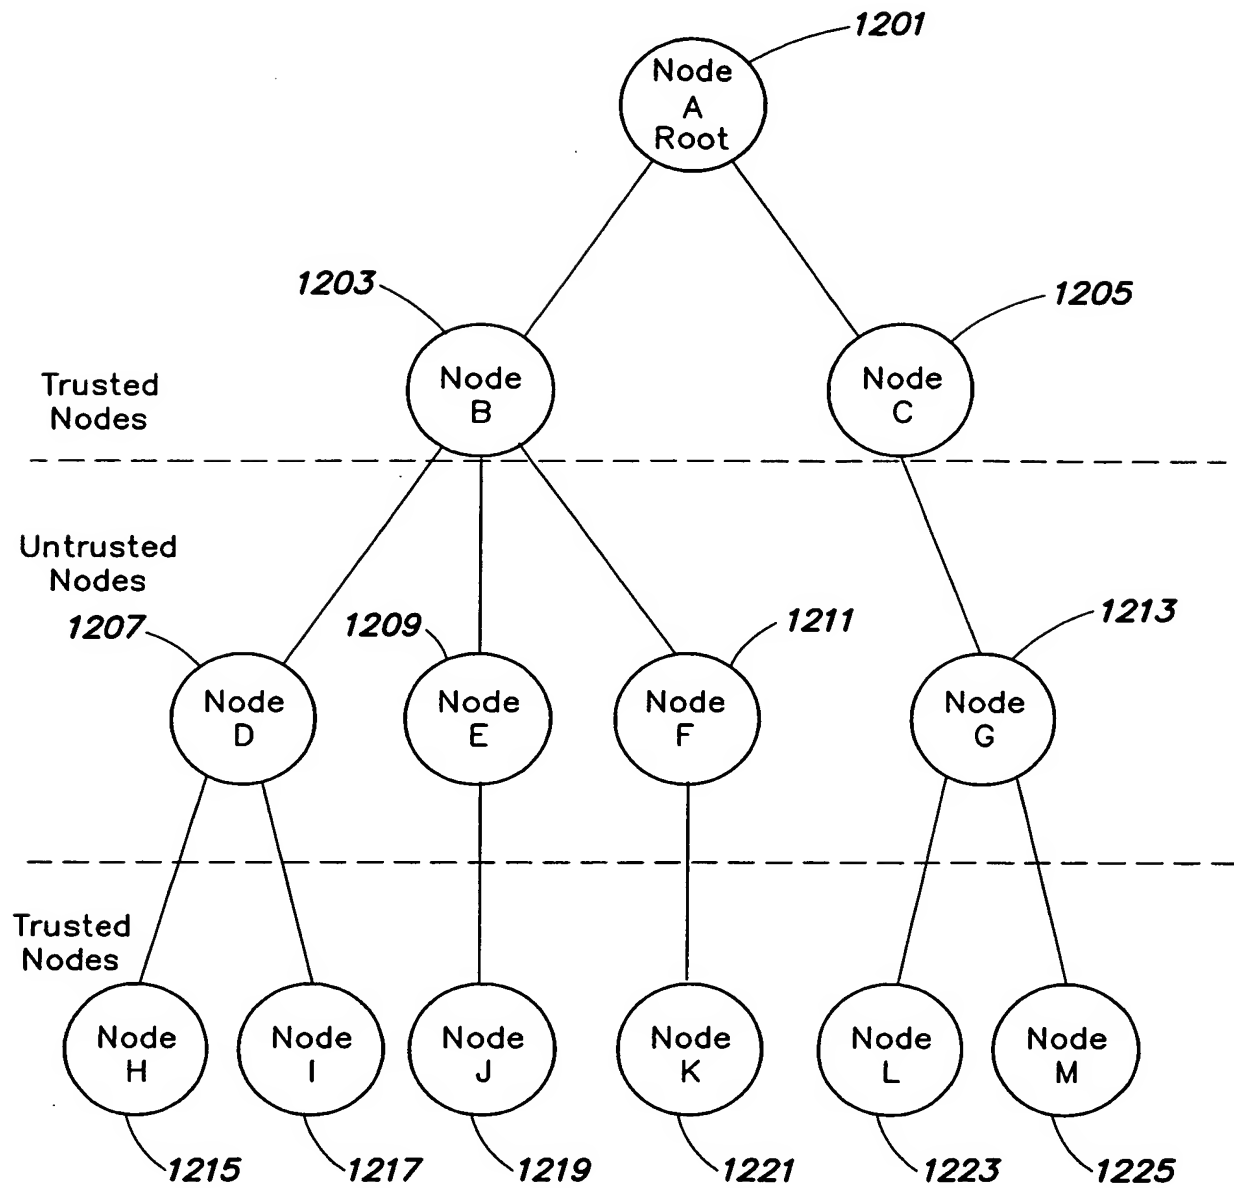 1201
Node
A
Root
1203
1205
Node
B
Node
C
Trusted
Nodes
Untrusted
Nodes
1207
1209
1211
1213
Node
D
Node
E
Node
F
Node
G
Trusted
Nodes
Node
H
Node
I
Node
J
Node
K
Node
L
Node
M
1215
1217
1219
1221
1223
1225